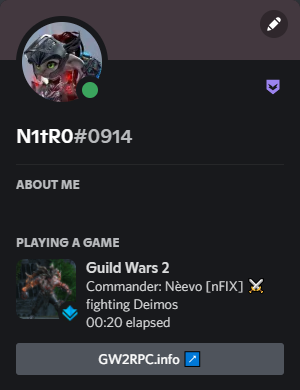 N1tR0#0914
ABOUT ME
PLAYING A GAME
Guild Wars 2
Commander: Nèevo [nFIX] ⚔️
fighting Deimos
00:20 elapsed
GW2RPC.info ↗️